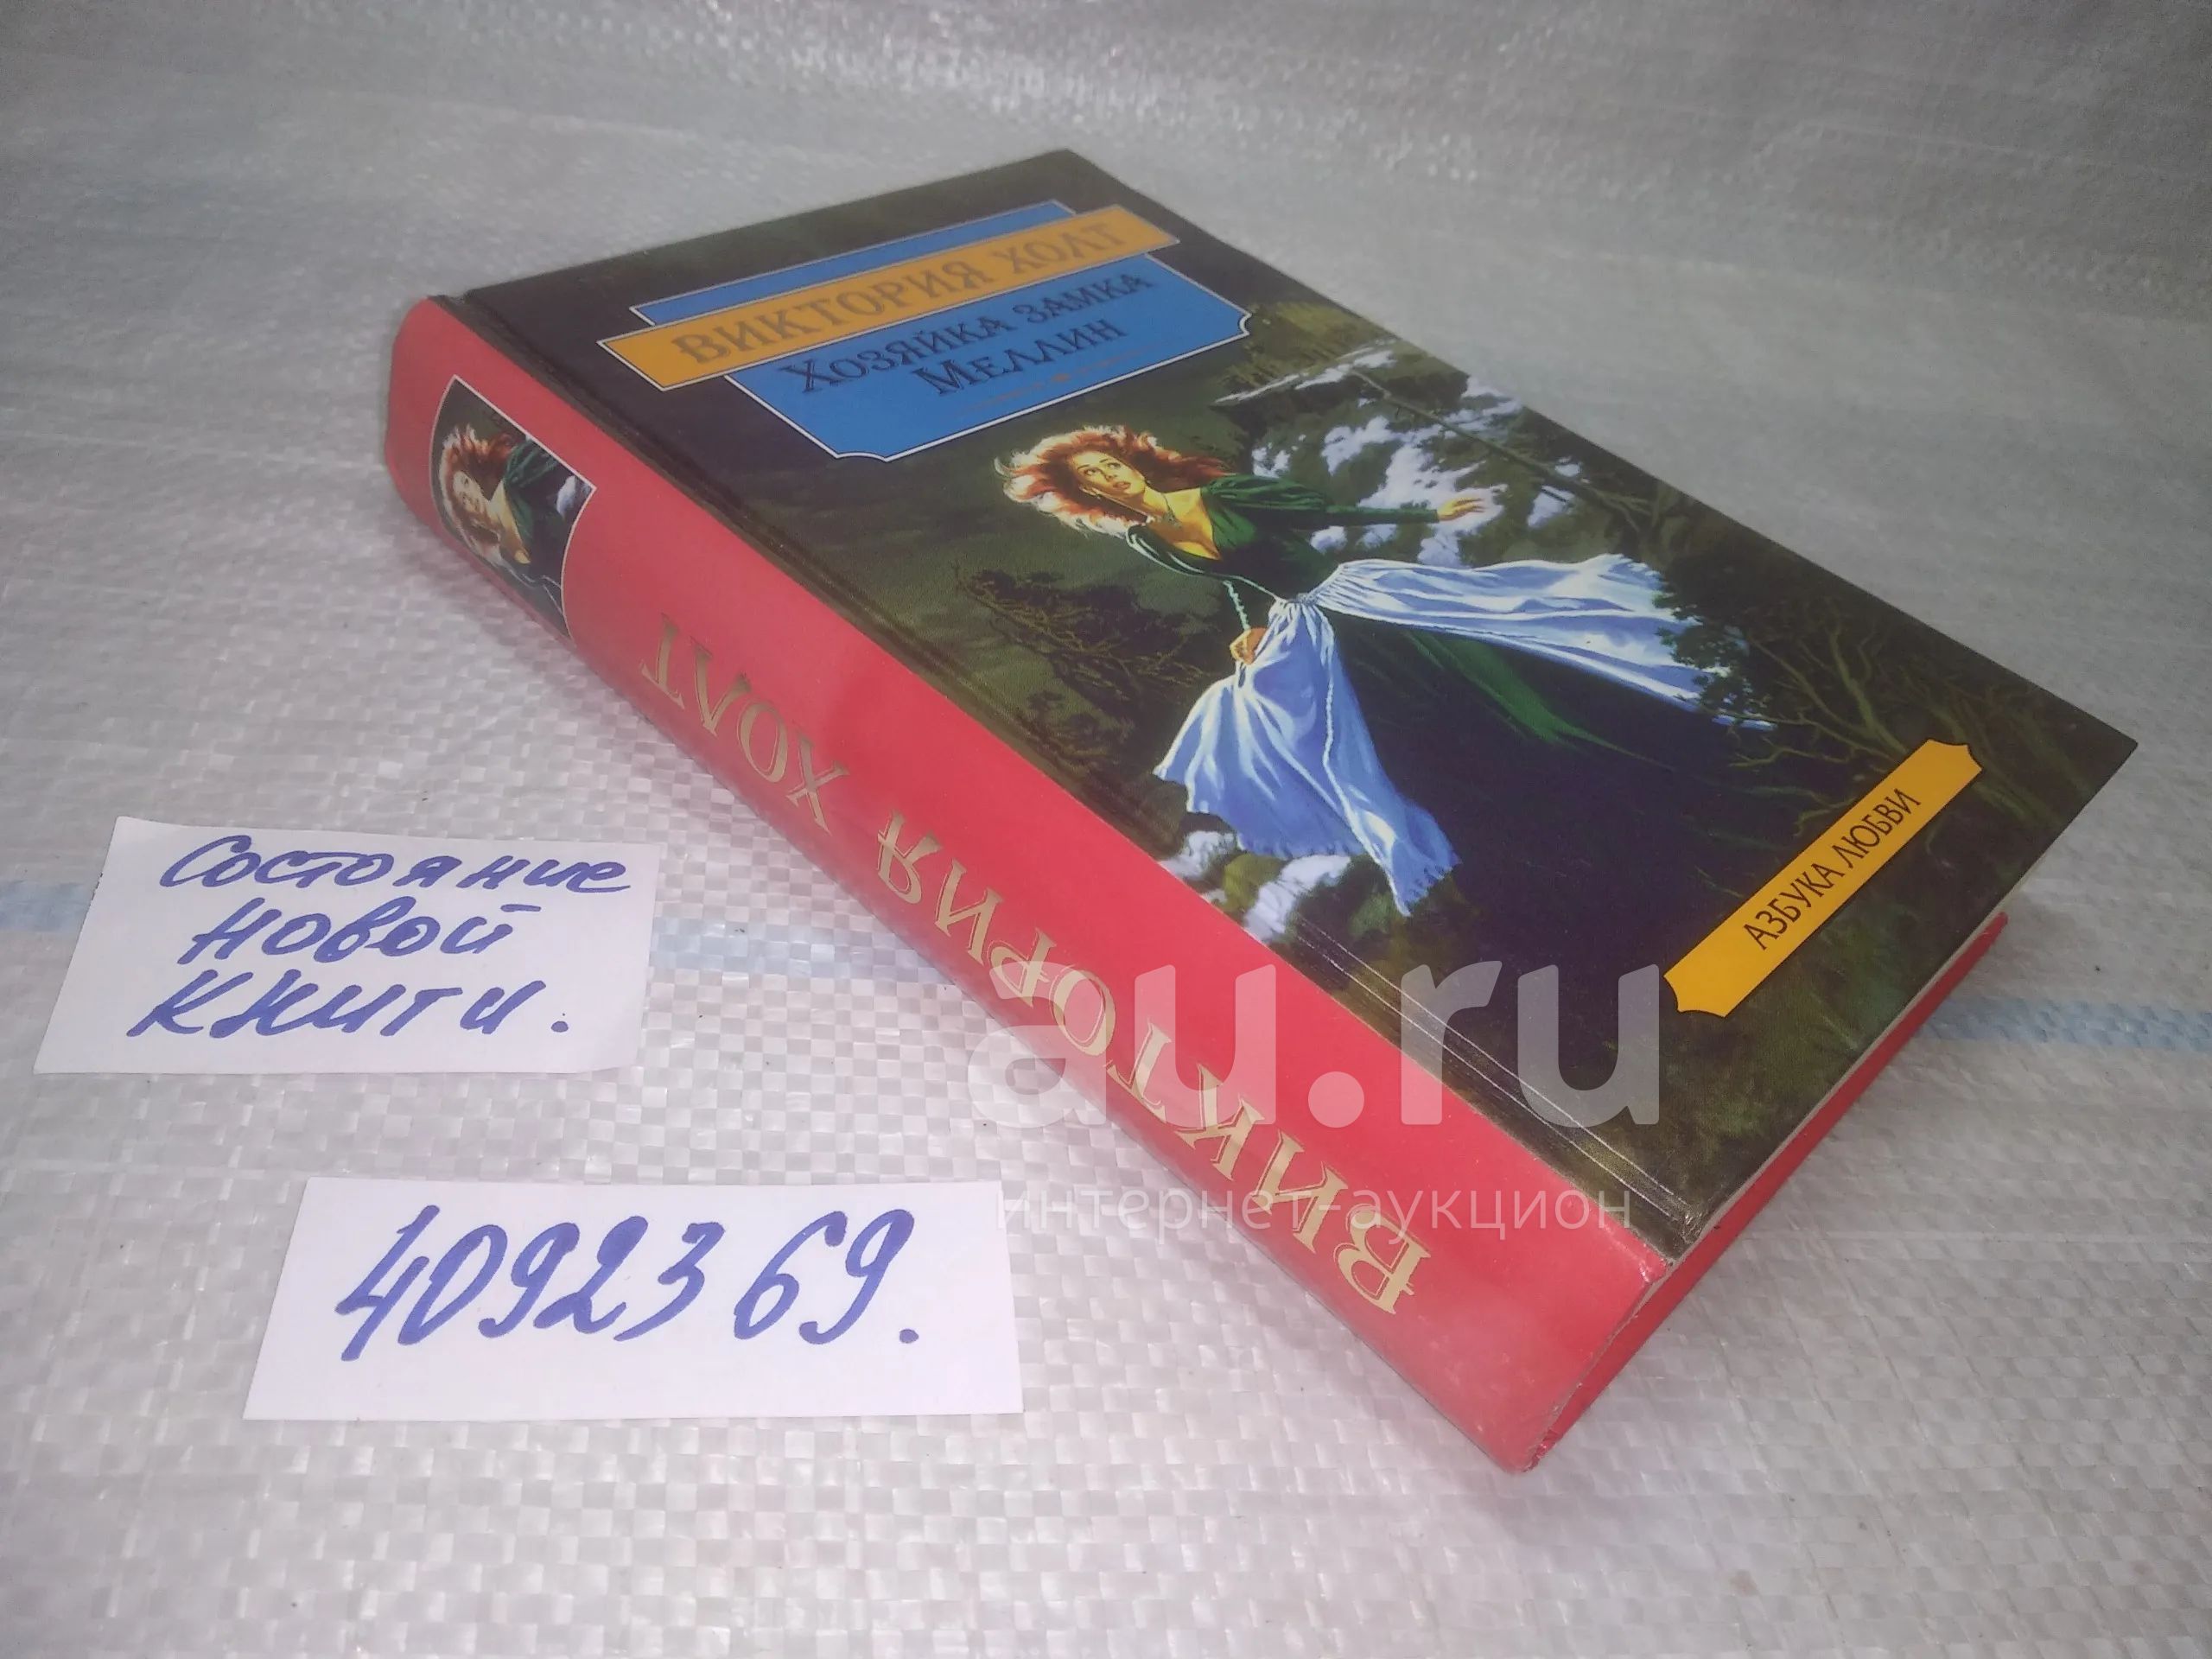 ВИКТОРИЯ ХОЛТ
ХОЗЯЙКА ЗАМКА
МЕЛЛИН
АЗБУКА ЛЮБВИ
ВИКТОРИЯ ХОЛТ
Состояние
новой
книги.
4092369.
au.ru
интернет-аукцион